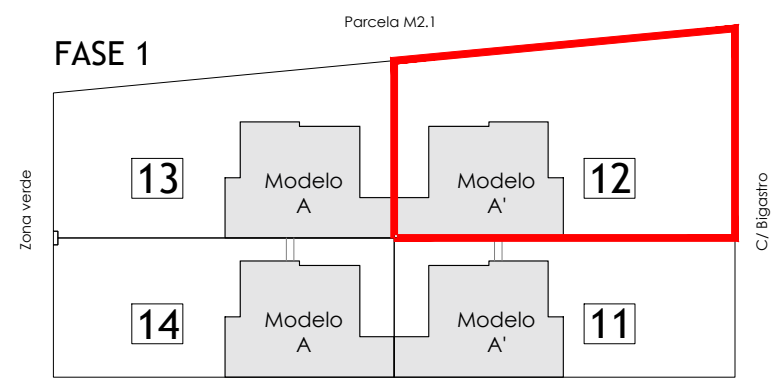 Parcela M2.1
FASE 1
Zona verde
13
Modelo
A
Modelo
A'
12
C/ Bigastro
14
Modelo
A
Modelo
A'
11